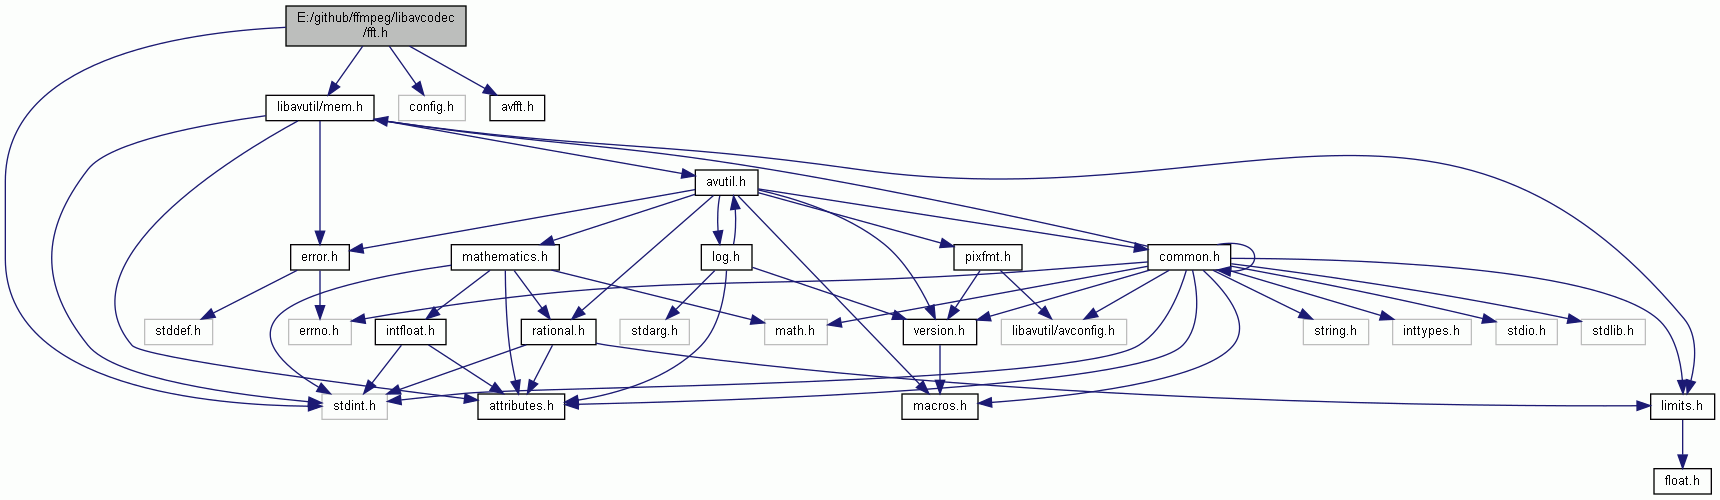 E:/github/ffmpeg/libavcodec
/fft.h
libavutil/mem.h
config.h
avfft.h
avutil.h
error.h
mathematics.h
log.h
pixfmt.h
common.h
stddef.h
errno.h
intfloat.h
rational.h
stdarg.h
math.h
version.h
libavutil/avconfig.h
string.h
inttypes.h
stdio.h
stdlib.h
stdint.h
attributes.h
macros.h
limits.h
float.h